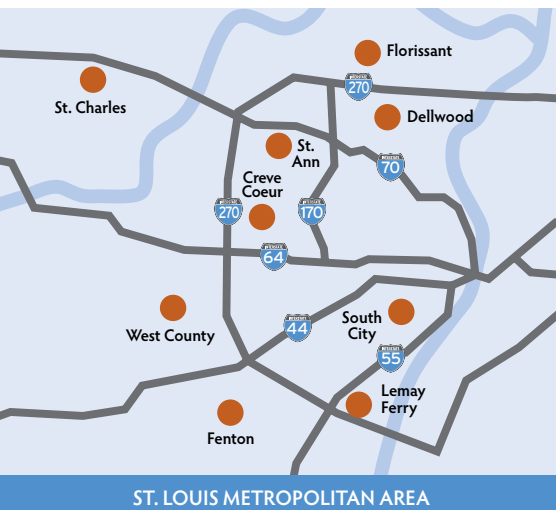 Florissant
270
St. Charles
Dellwood
St.
Ann
70
Creve
Coeur
270
170
64
West County
44
South
City
55
Lemay
Ferry
Fenton
ST. LOUIS METROPOLITAN AREA